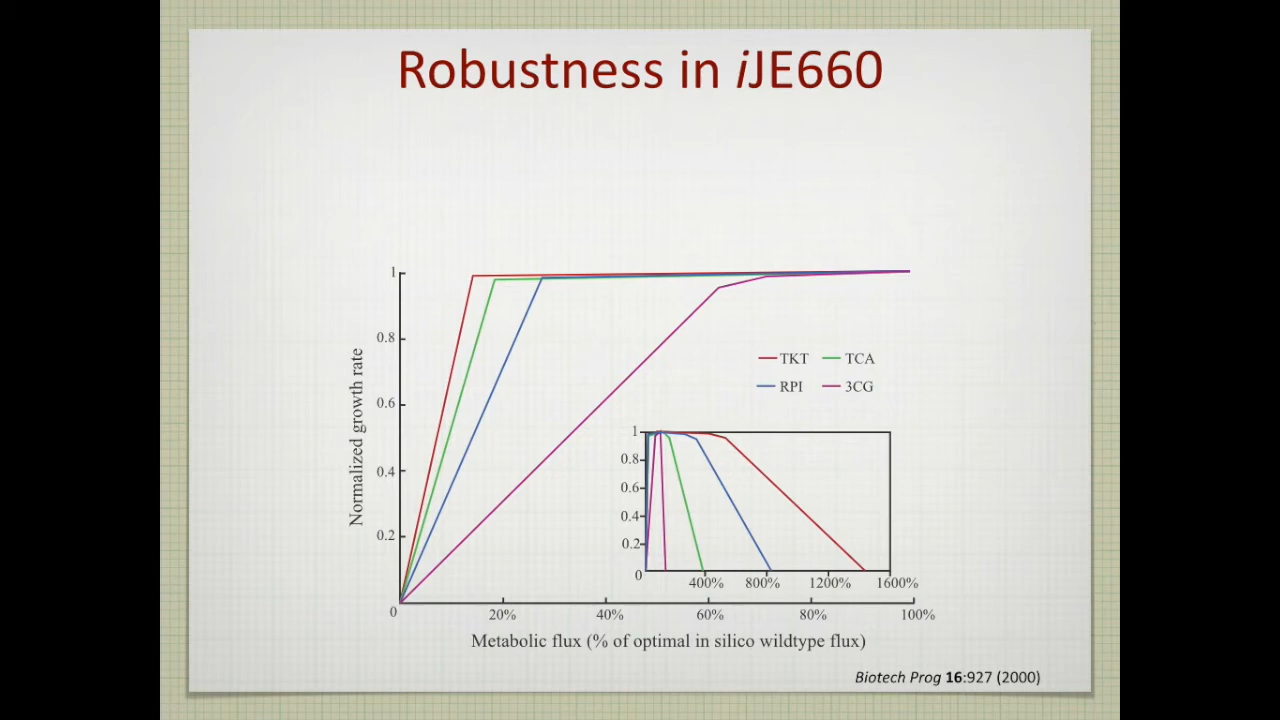 Robustness in iJE660
1
0.8
0.6
0.4
0.2
0
Normalized growth rate
TKT TCA
RPI 3CG
1
0.8
0.6
0.4
0.2
0
400% 800% 1200% 1600%
20% 40% 60% 80% 100%
Metabolic flux (% of optimal in silico wildtype flux)
Biotech Prog 16:927 (2000)